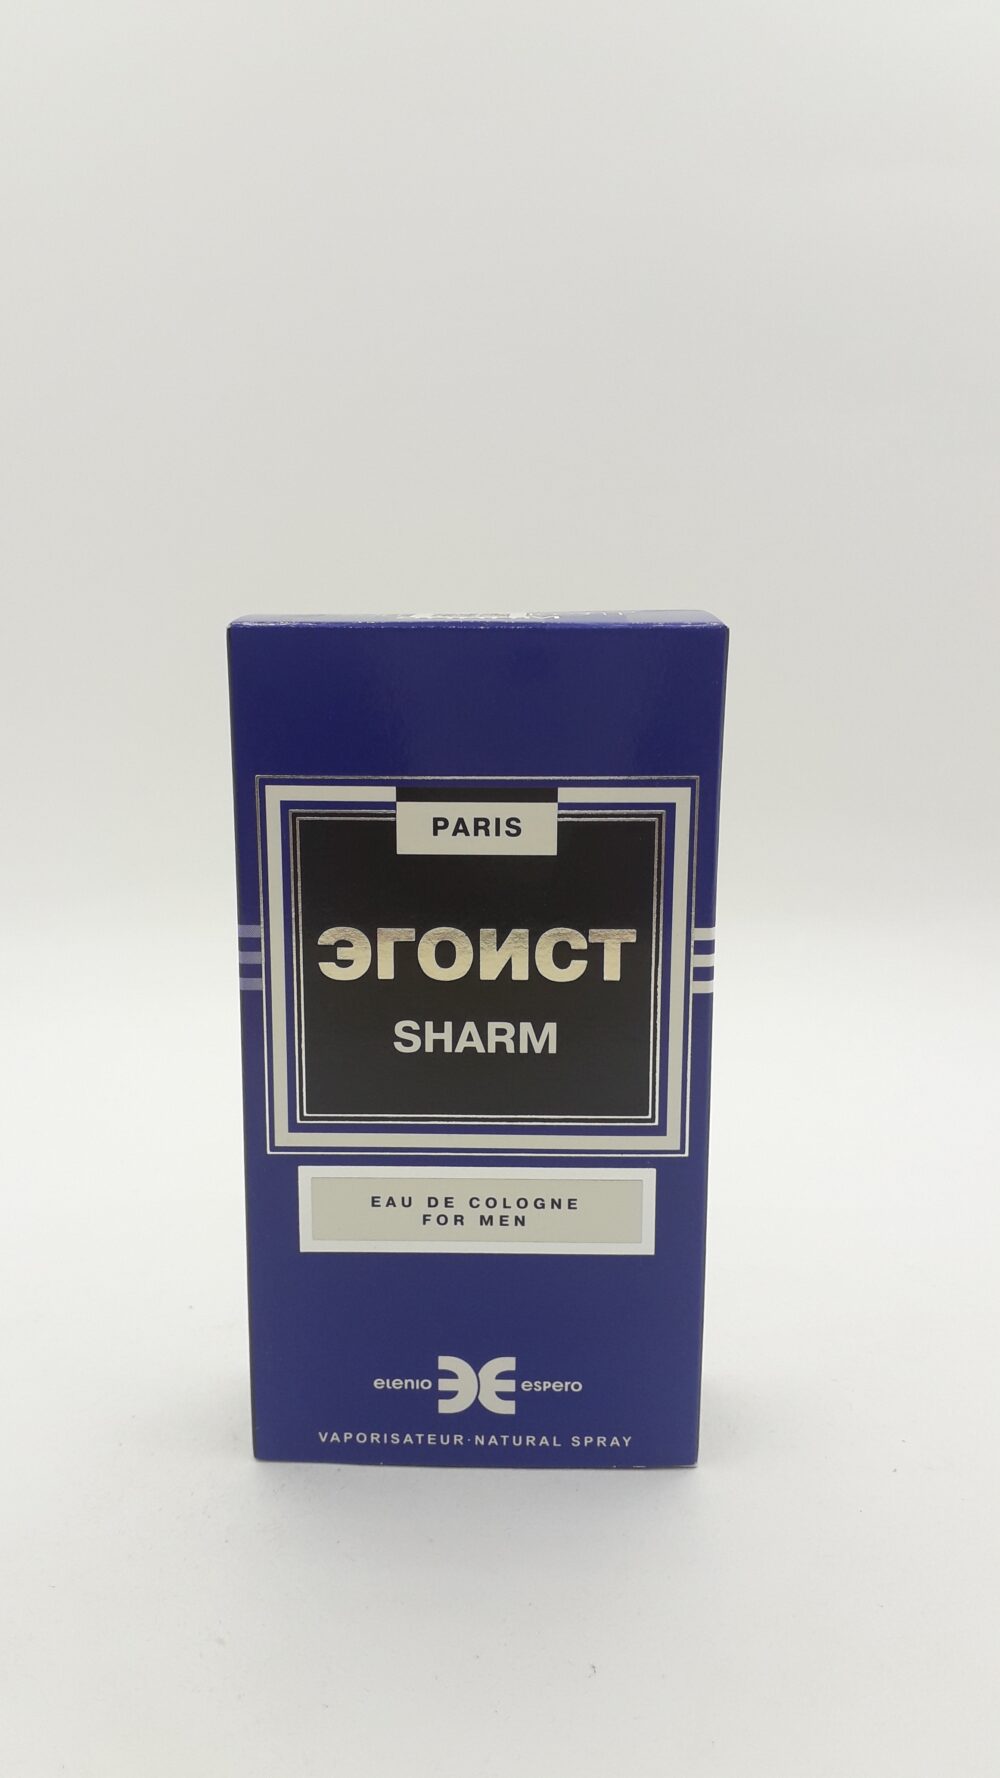 PARIS
ЭГОИСТ
SHARM
EAU DE COLOGNE
FOR MEN
elenio espero
VAPORISATEUR·NATURAL SPRAY